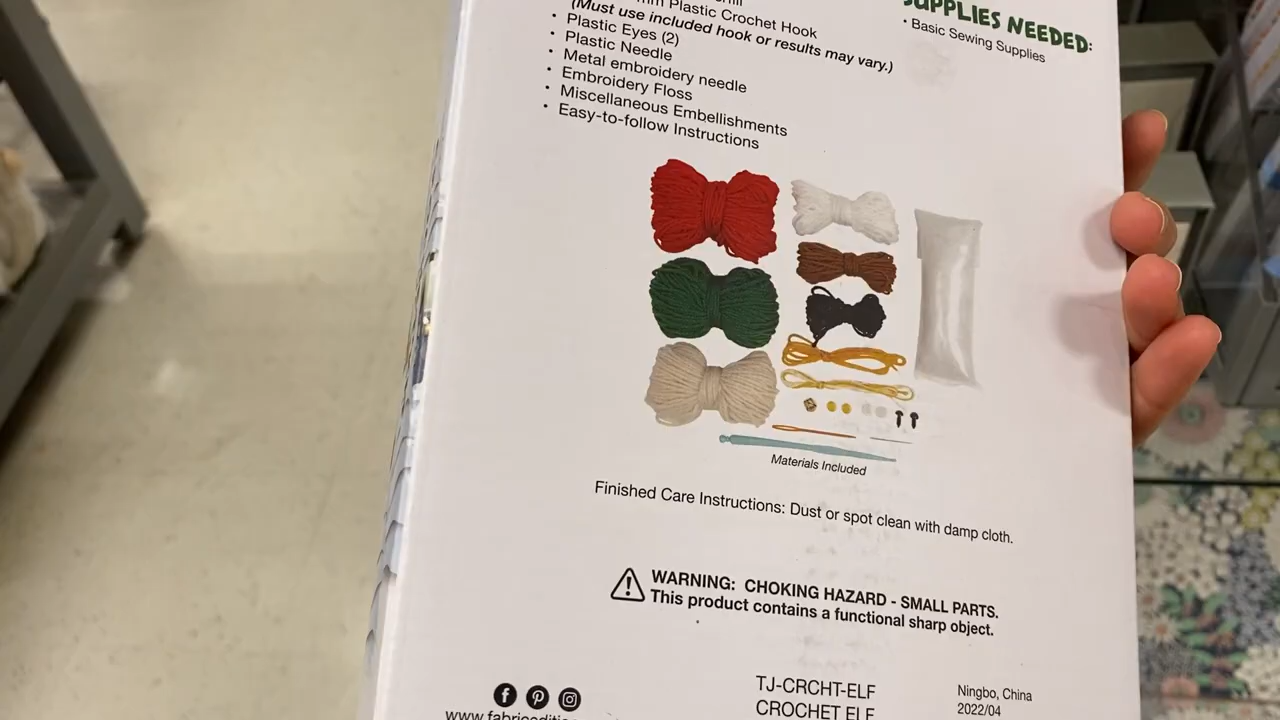 mm Plastic Crochet Hook
(Must use included hook or results may vary.)
• Plastic Eyes (2)
• Plastic Needle
• Metal embroidery needle
• Embroidery Floss
• Miscellaneous Embellishments
• Easy-to-follow Instructions
SUPPLIES NEEDED:
• Basic Sewing Supplies
Materials Included
Finished Care Instructions: Dust or spot clean with damp cloth.
WARNING: CHOKING HAZARD - SMALL PARTS.
This product contains a functional sharp object.
TJ-CRCHT-ELF
CROCHET ELF
Ningbo, China
2022/04